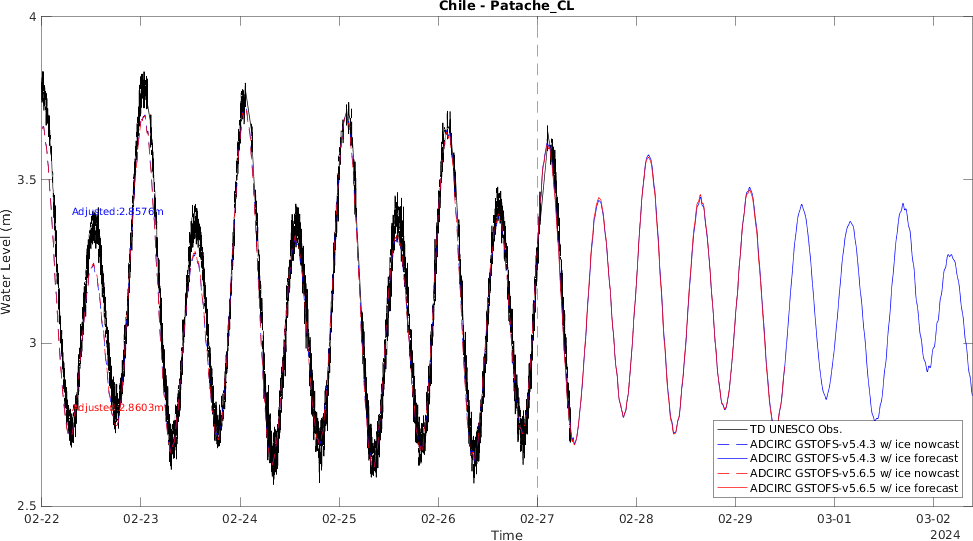 Chile - Patache_CL
Water Level (m)
4
3.5
3
2.5
Adjusted:2.8576m
Adjusted:2.8603m
TD UNESCO Obs.
ADCIRC GSTOFS-v5.4.3 w/ ice nowcast
ADCIRC GSTOFS-v5.4.3 w/ ice forecast
ADCIRC GSTOFS-v5.6.5 w/ ice nowcast
ADCIRC GSTOFS-v5.6.5 w/ ice forecast
02-22 02-23 02-24 02-25 02-26 02-27 02-28 02-29 03-01 03-02
Time
2024